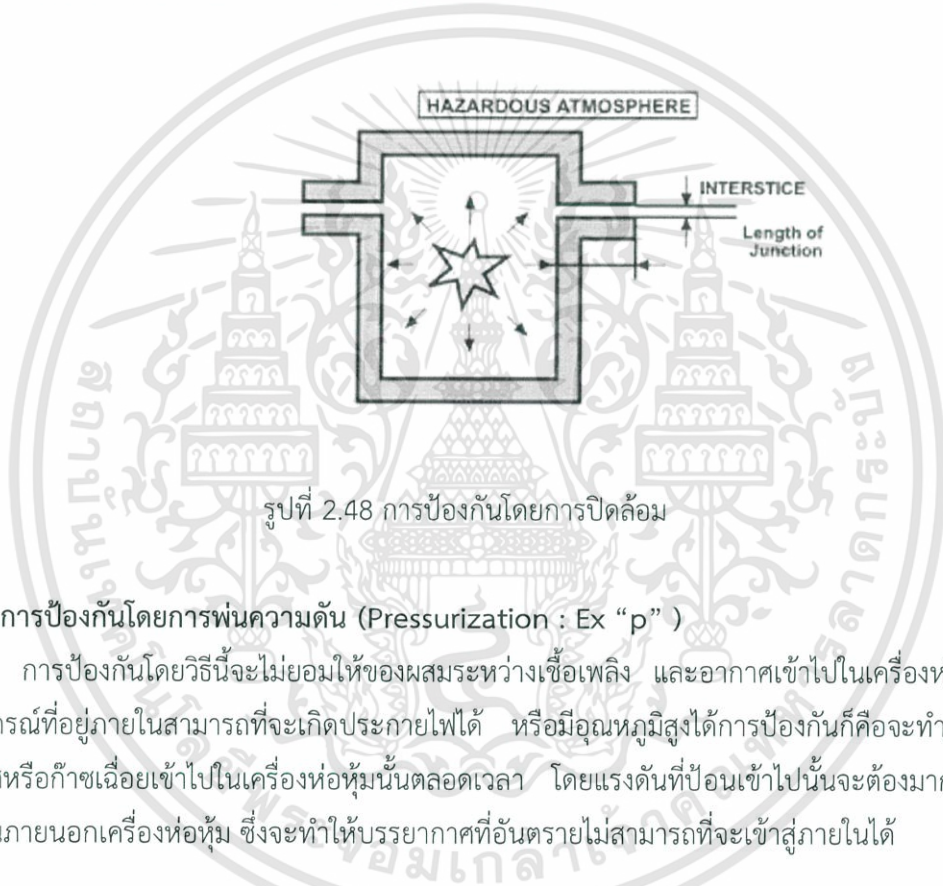 HAZARDOUS ATMOSPHERE
INTERSTICE
Length of
Junction
รูปที่ 2.48 การป้องกันโดยการปิดล้อม
การป้องกันโดยการพ่นความดัน (Pressurization : Ex “p” )
การป้องกันโดยวิธีนี้จะไม่ยอมให้ของผสมระหว่างเชื้อเพลิง และอากาศเข้าไปในเครื่องห
รณ์ที่อยู่ภายในสามารถที่จะเกิดประกายไฟได้ หรือมีอุณหภูมิสูงได้การป้องกันก็คือจะทำ
หรือก๊าซเฉื่อยเข้าไปในเครื่องห่อหุ้มนั้นตลอดเวลา โดยแรงดันที่ป้อนเข้าไปนั้นจะต้องมาก
ภายนอกเครื่องห่อหุ้ม ซึ่งจะทำให้บรรยากาศที่อันตรายไม่สามารถที่จะเข้าสู่ภายในได้